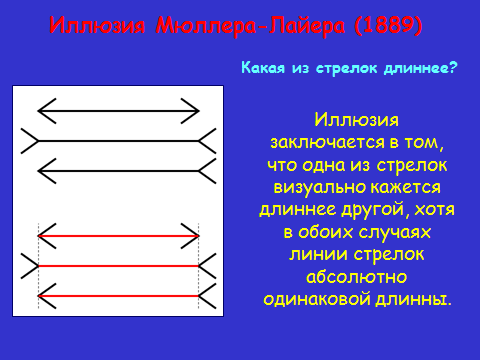 Иллюзия Мюллера-Лайера (1889)
Какая из стрелок длиннее?
Иллюзия
заключается в том,
что одна из стрелок
визуально кажется
длиннее другой, хотя
в обоих случаях
линии стрелок
абсолютно
одинаковой длинны.